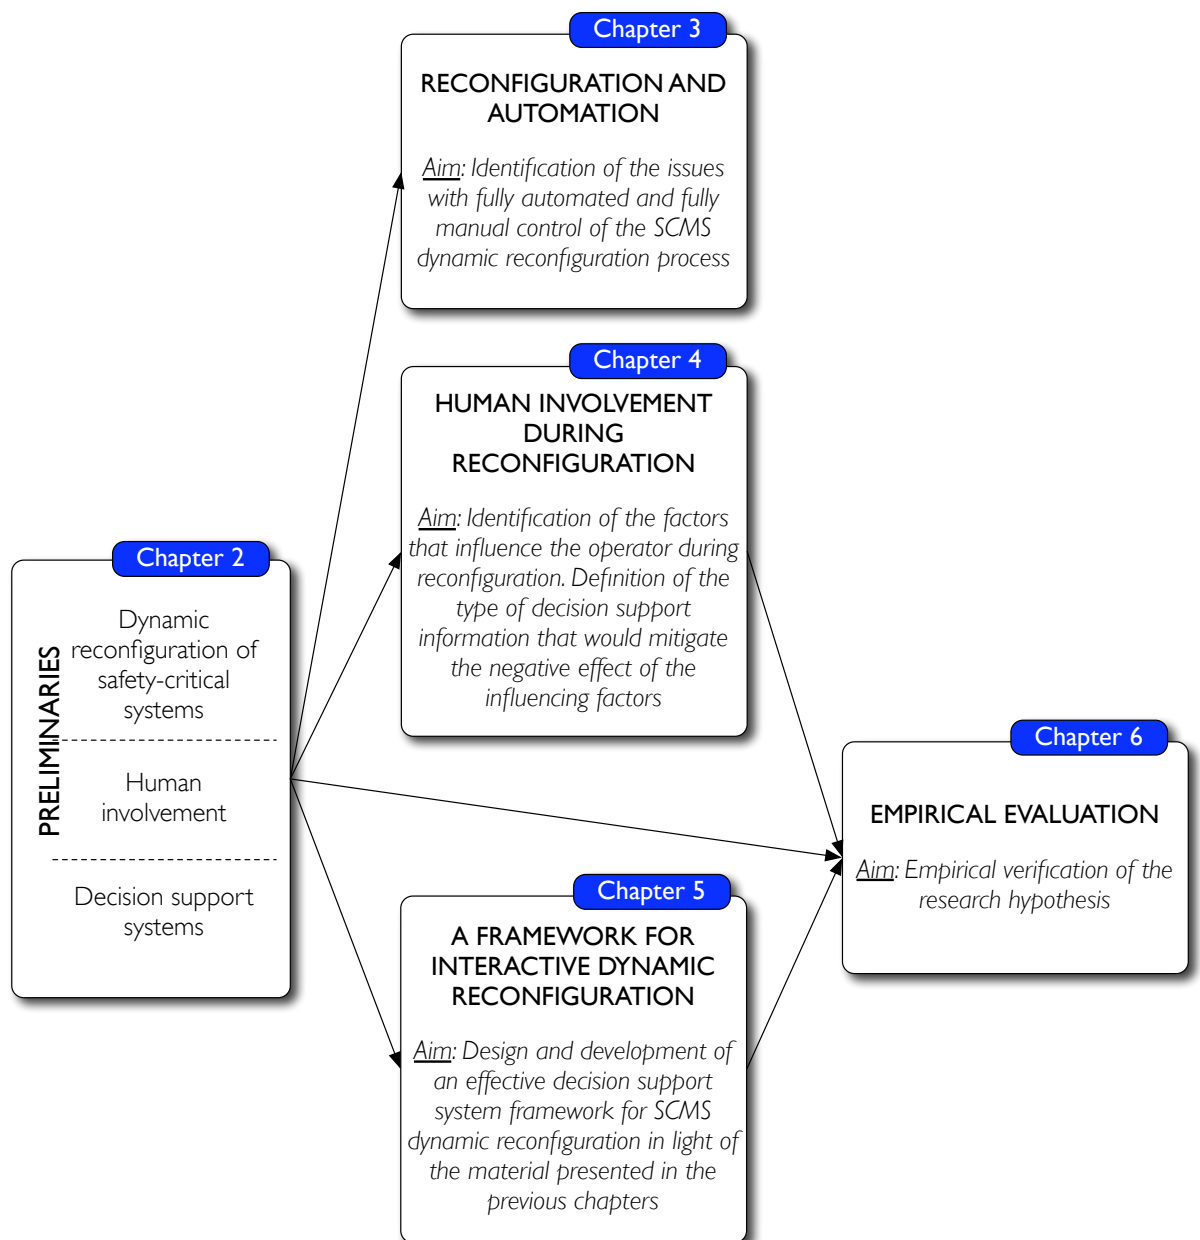 Chapter 3
RECONFIGURATION AND
AUTOMATION
Aim: Identification of the issues
with fully automated and fully
manual control of the SCMS
dynamic reconfiguration process
Chapter 4
HUMAN INVOLVEMENT
DURING
RECONFIGURATION
Aim: Identification of the factors
that influence the operator during
reconfiguration. Definition of the
type of decision support
information that would mitigate
the negative effect of the
influencing factors
Chapter 2
PRELIMINARIES
Dynamic
reconfiguration of
safety-critical
systems
Human
involvement
Decision support
systems
Chapter 5
A FRAMEWORK FOR
INTERACTIVE DYNAMIC
RECONFIGURATION
Aim: Design and development of
an effective decision support
system framework for SCMS
dynamic reconfiguration in light of
the material presented in the
previous chapters
Chapter 6
EMPIRICAL EVALUATION
Aim: Empirical verification of the
research hypothesis